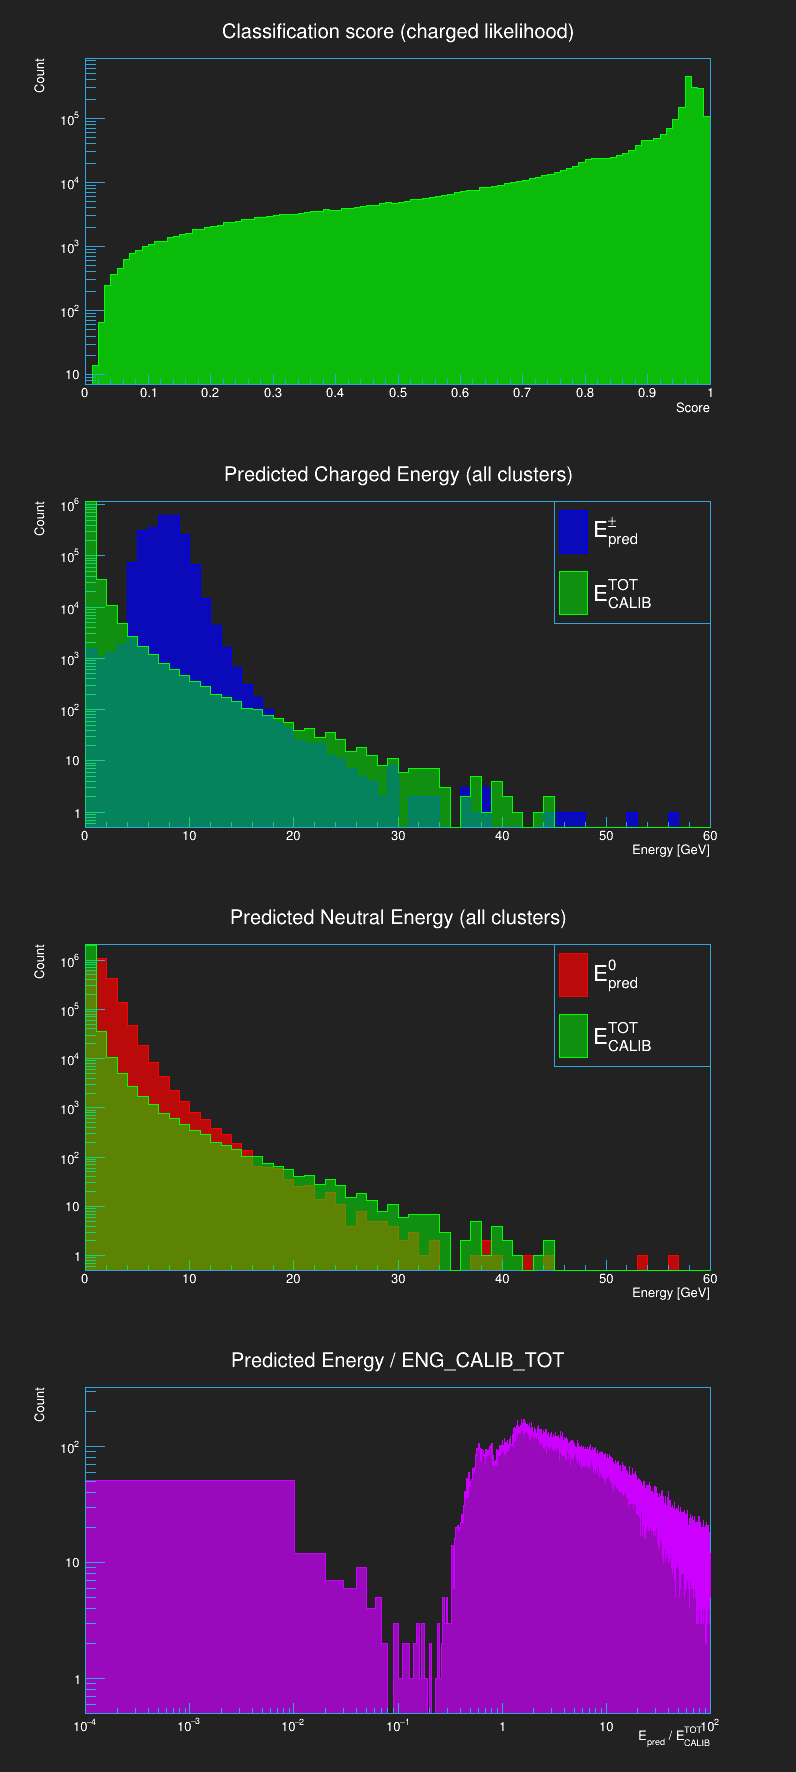 Classification score (charged likelihood)
Count
10^5
10^4
10^3
10^2
10
0 0.1 0.2 0.3 0.4 0.5 0.6 0.7 0.8 0.9 1
Score
Predicted Charged Energy (all clusters)
Count
10^6
10^5
10^4
10^3
10^2
10
1
E^±_pred
E^TOT_CALIB
0 10 20 30 40 50 60
Energy [GeV]
Predicted Neutral Energy (all clusters)
Count
10^6
10^5
10^4
10^3
10^2
10
1
E^0_pred
E^TOT_CALIB
0 10 20 30 40 50 60
Energy [GeV]
Predicted Energy / ENG_CALIB_TOT
Count
10^2
10
1
10^−4 10^−3 10^−2 10^−1 1 10 10^2
E_pred / E^TOT_CALIB